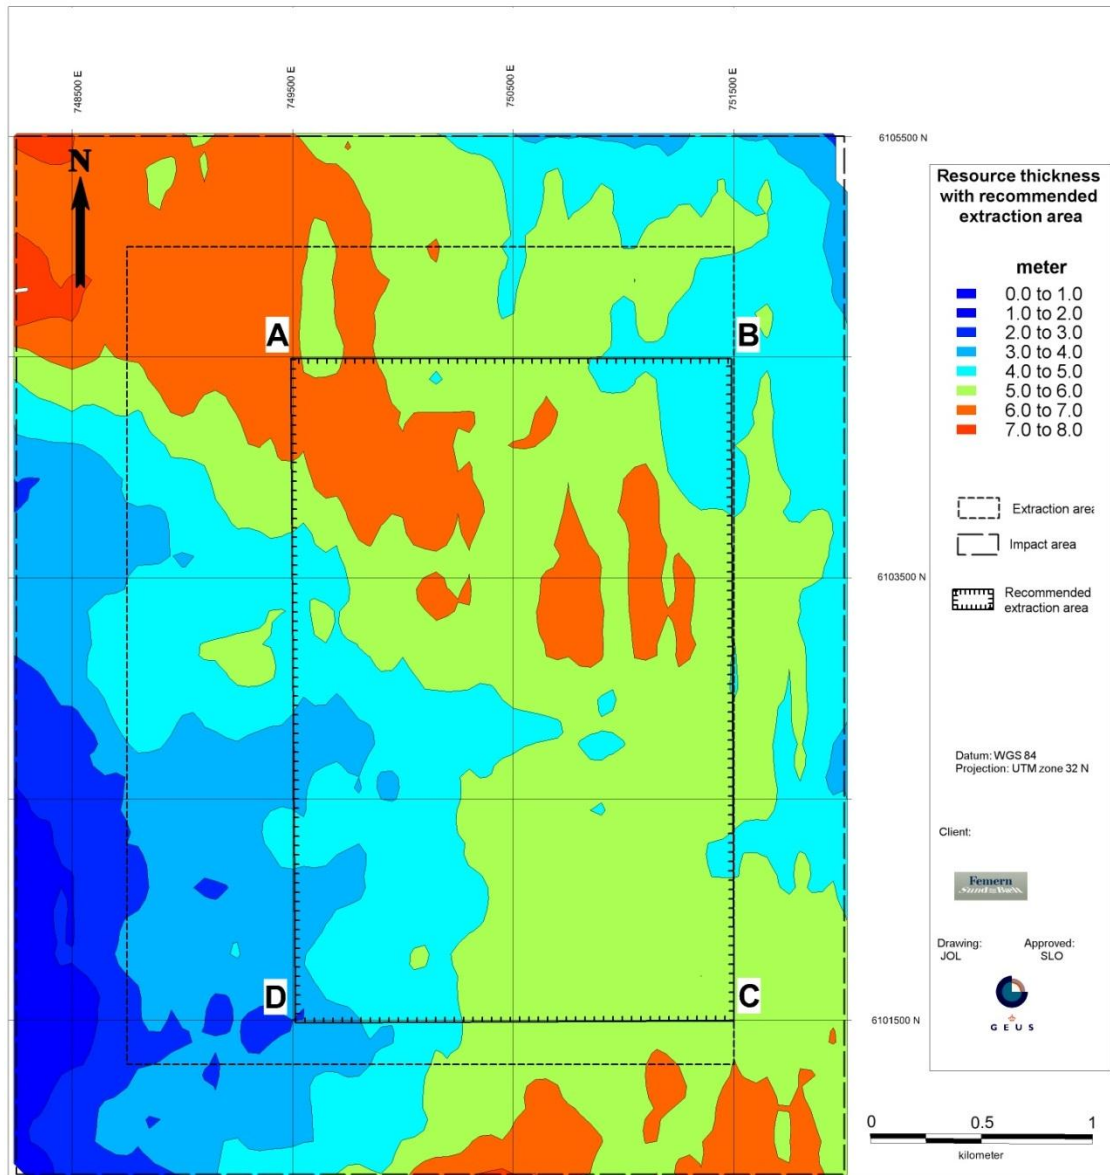 748500 E
749500 E
750500 E
751500 E
6105500 N
N
A
B
6103500 N
D
C
6101500 N
Resource thickness
with recommended
extraction area
meter
0.0 to 1.0
1.0 to 2.0
2.0 to 3.0
3.0 to 4.0
4.0 to 5.0
5.0 to 6.0
6.0 to 7.0
7.0 to 8.0
Extraction area
Impact area
Recommended
extraction area
Datum: WGS 84
Projection: UTM zone 32 N
Client:
Femern
Sund Bælt
Drawing:
JOL
Approved:
SLO
G E U S
0 0.5 1
kilometer